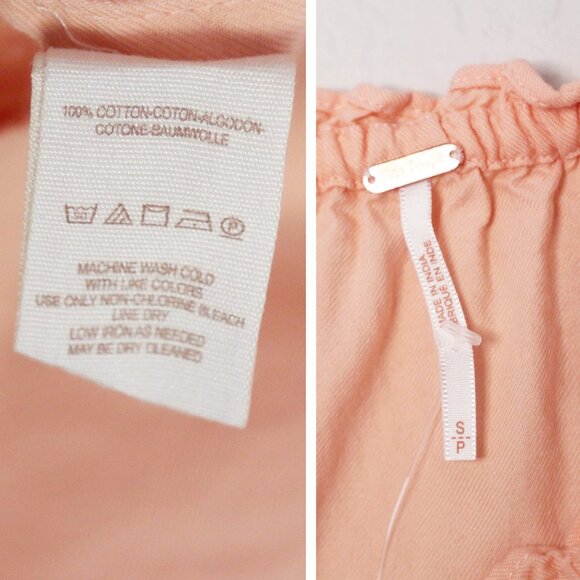 100% COTTON-COTON-ALGODON-
COTONE-BAUMWOLLE
30
P
MACHINE WASH COLD
WITH LIKE COLORS
USE ONLY NON-CHLORINE BLEACH
LINE DRY
LOW IRON AS NEEDED
MAY BE DRY CLEANED
MADE IN INDIA
FABRIQUE EN INDE
S
P